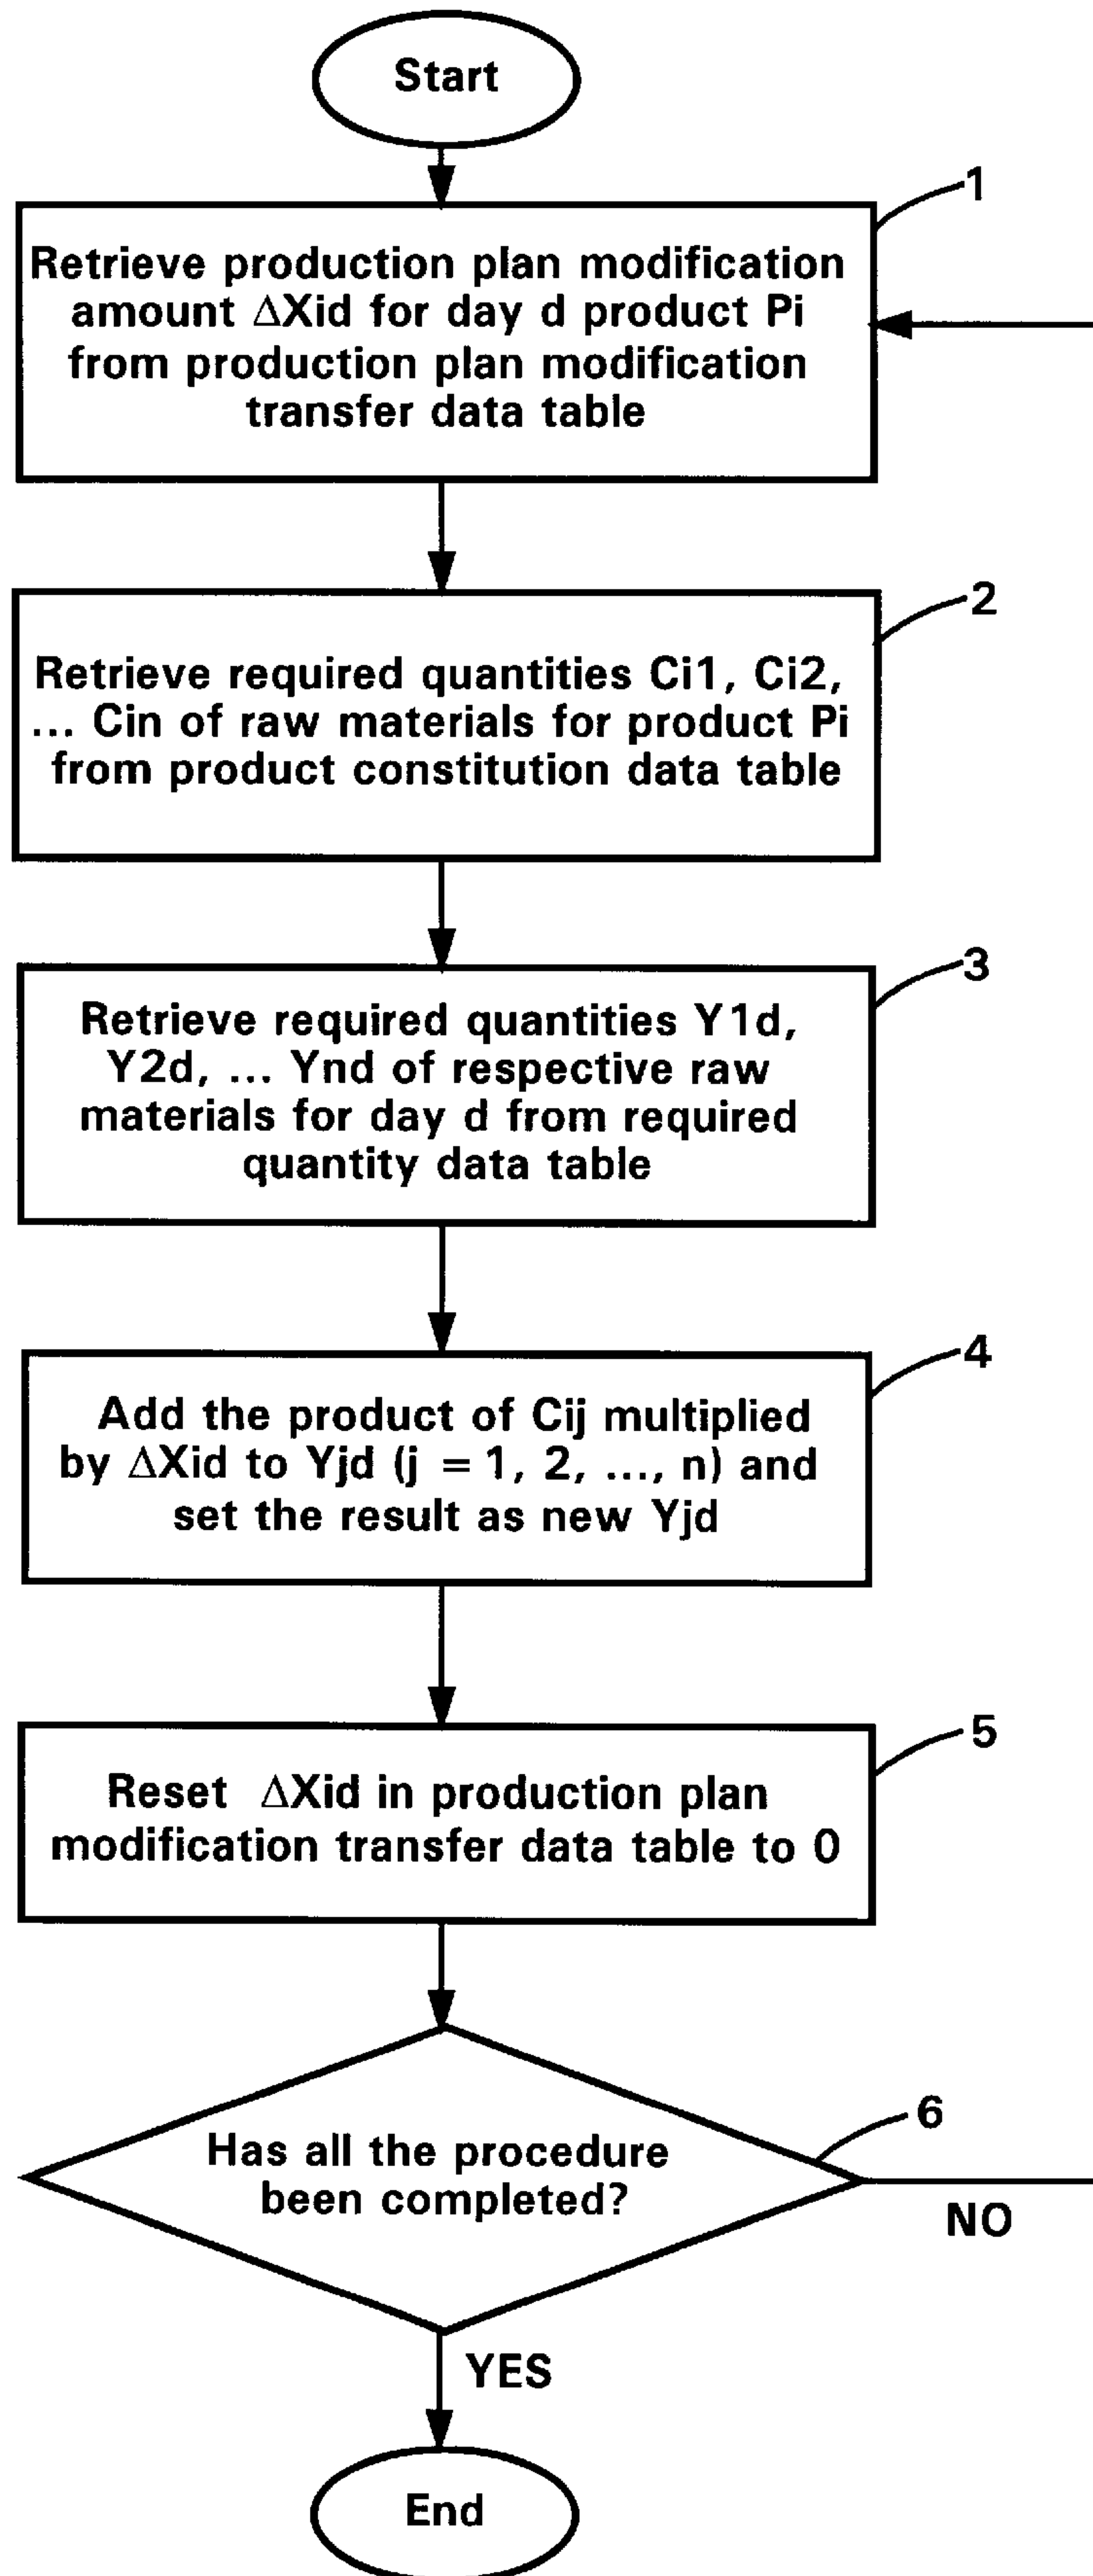 Start
1
Retrieve production plan modification
amount ΔXid for day d product Pi
from production plan modification
transfer data table
2
Retrieve required quantities Ci1, Ci2,
... Cin of raw materials for product Pi
from product constitution data table
3
Retrieve required quantities Y1d,
Y2d, ... Ynd of respective raw
materials for day d from required
quantity data table
4
Add the product of Cij multiplied
by ΔXid to Yjd (j = 1, 2, ..., n) and
set the result as new Yjd
5
Reset ΔXid in production plan
modification transfer data table to 0
6
Has all the procedure
been completed?
NO
YES
End